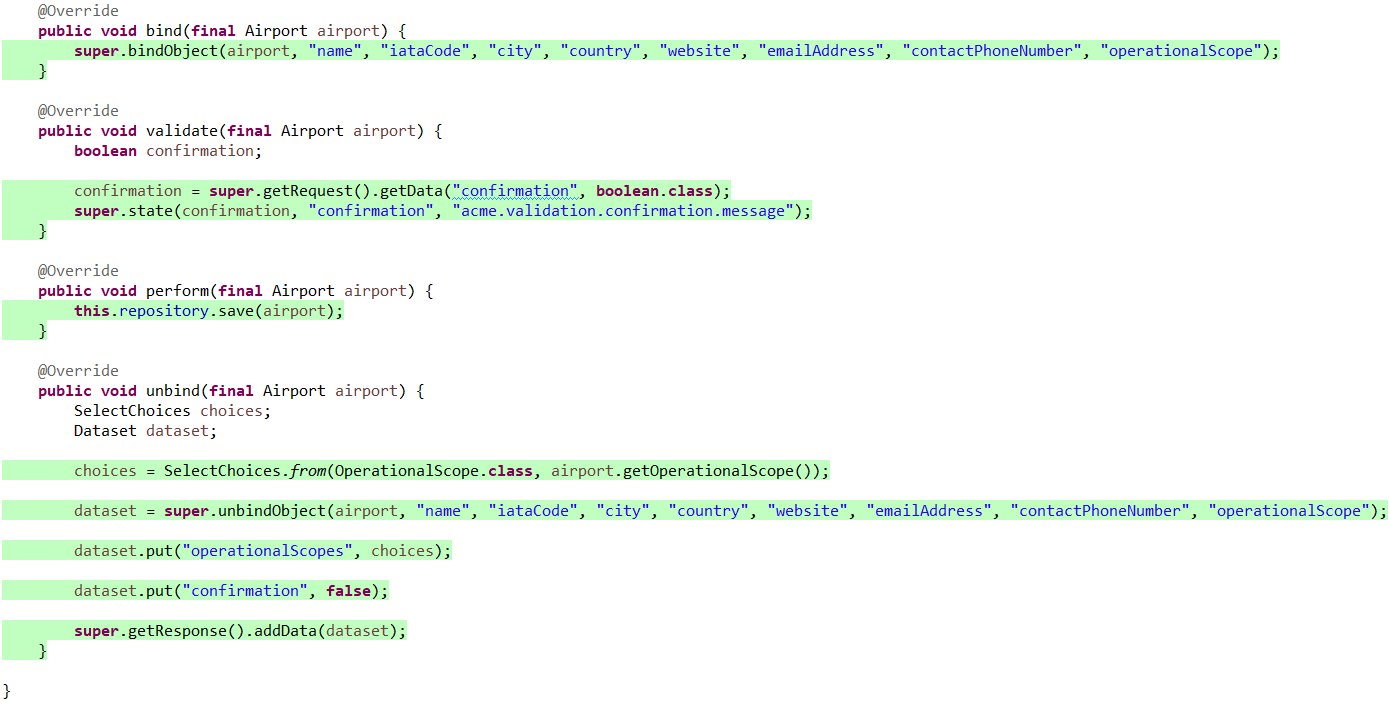 @Override
public void bind(final Airport airport) {
super.bindObject(airport, "name", "iataCode", "city", "country", "website", "emailAddress", "contactPhoneNumber", "operationalScope");
}
@Override
public void validate(final Airport airport) {
boolean confirmation;
confirmation = super.getRequest().getData("confirmation", boolean.class);
super.state(confirmation, "confirmation", "acme.validation.confirmation.message");
}
@Override
public void perform(final Airport airport) {
this.repository.save(airport);
}
@Override
public void unbind(final Airport airport) {
SelectChoices choices;
Dataset dataset;
choices = SelectChoices.from(OperationalScope.class, airport.getOperationalScope());
dataset = super.unbindObject(airport, "name", "iataCode", "city", "country", "website", "emailAddress", "contactPhoneNumber", "operationalScope");
dataset.put("operationalScopes", choices);
dataset.put("confirmation", false);
super.getResponse().addData(dataset);
}
}